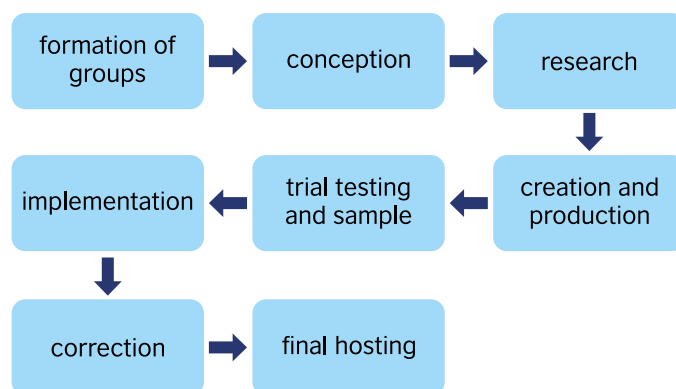 formation of
groups
conception
research
creation and
production
trial testing
and sample
implementation
correction
final hosting